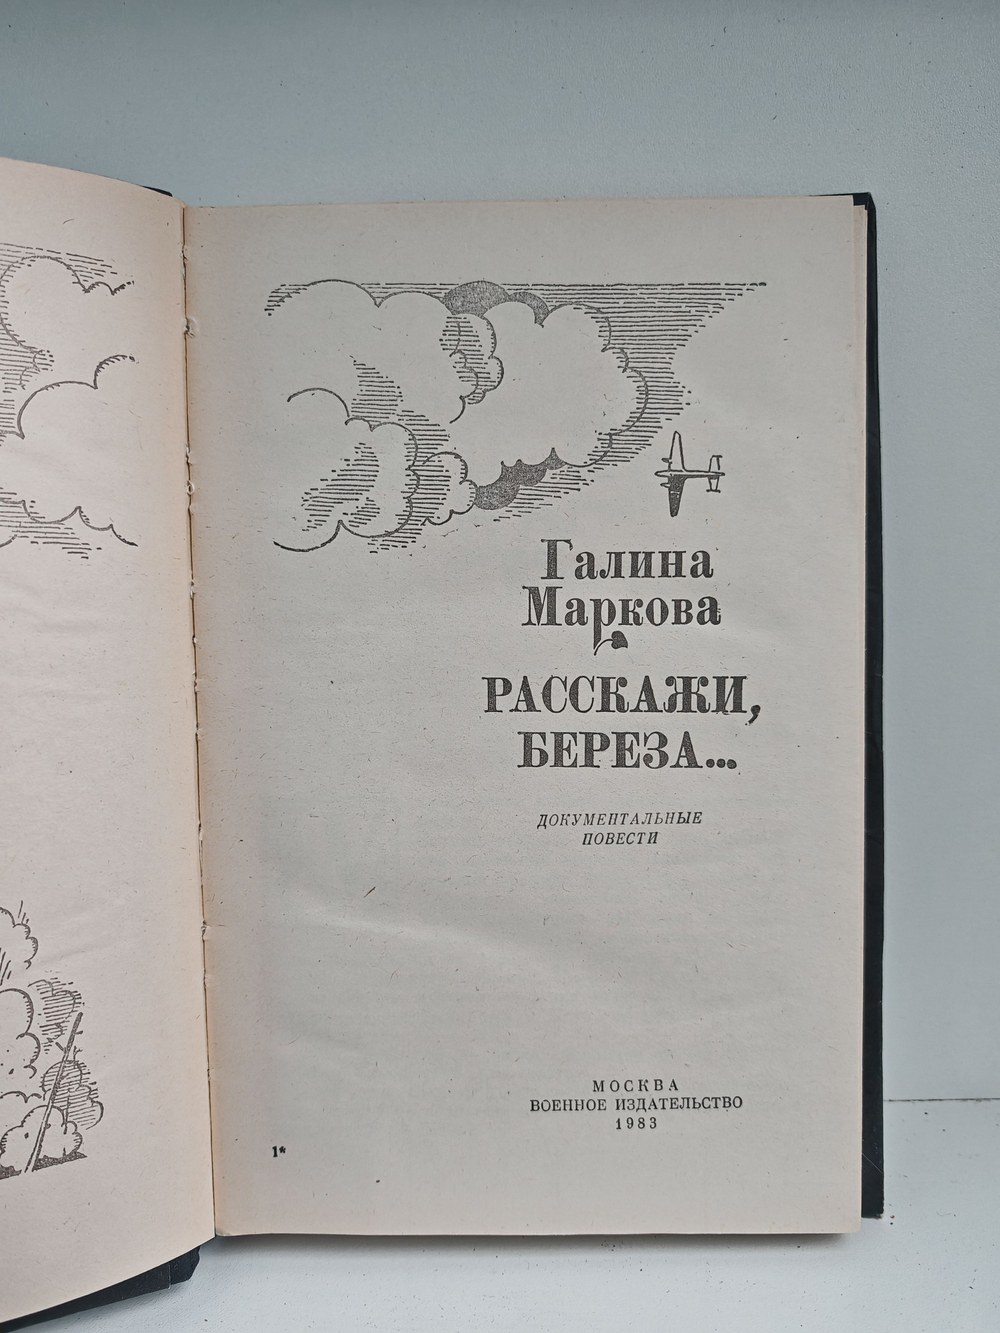 Галина
Маркова
РАССКАЖИ,
БЕРЕЗА...
ДОКУМЕНТАЛЬНЫЕ
ПОВЕСТИ
МОСКВА
ВОЕННОЕ ИЗДАТЕЛЬСТВО
1983
1*